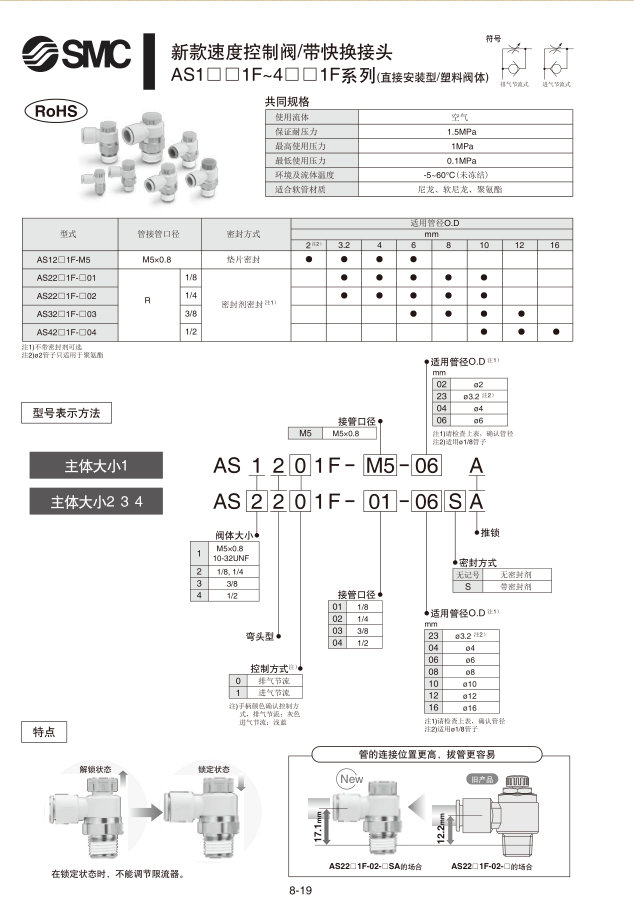 SMC
新款速度控制阀/带快换接头
AS1□□1F~4□□1F系列(直接安装型/塑料阀体)
符号
排气节流式 进气节流式
RoHS
共同规格
使用流体 空气
保证耐压力 1.5MPa
最高使用压力 1MPa
最低使用压力 0.1MPa
环境及流体温度 -5~60℃(未冻结)
适合软管材质 尼龙、软尼龙、聚氨酯
型式 管接管口径 密封方式 适用管径O.D
mm
2注2) 3.2 4 6 8 10 12 16
AS12□1F-M5 M5×0.8 垫片密封 ● ● ● ●
AS22□1F-□01 R 1/8 密封剂密封注1) ● ● ● ● ●
AS22□1F-□02 1/4 ● ● ● ● ●
AS32□1F-□03 3/8 ● ● ● ●
AS42□1F-□04 1/2 ● ● ●
注1)不带密封剂可选
注2)ø2管子只适用于聚氨酯
型号表示方法
适用管径O.D 注1)
mm
02 ø2
23 ø3.2 注2)
04 ø4
06 ø6
注1)请检查上表，确认管径
注2)适用ø1/8管子
接管口径
M5 M5×0.8
主体大小1 AS 1 2 0 1F-M5-06 A
主体大小2 3 4 AS 2 2 0 1F-01-06 S A
推锁
密封方式
无记号 无密封剂
S 带密封剂
阀体大小
1 M5×0.8
10-32UNF
2 1/8, 1/4
3 3/8
4 1/2
弯头型
控制方式注)
0 排气节流
1 进气节流
注)手柄颜色确认控制方
式，排气节流：灰色
进气节流：浅蓝
接管口径
01 1/8
02 1/4
03 3/8
04 1/2
适用管径O.D 注1)
mm
23 ø3.2 注2)
04 ø4
06 ø6
08 ø8
10 ø10
12 ø12
16 ø16
注1)请检查上表，确认管径
注2)适用ø1/8管子
特点
解锁状态 锁定状态
在锁定状态时，不能调节限流器。
管的连接位置更高，拔管更容易
New 旧产品
17.1mm 12.2mm
AS22□1F-02-□SA的场合 AS22□1F-02-□的场合
8-19